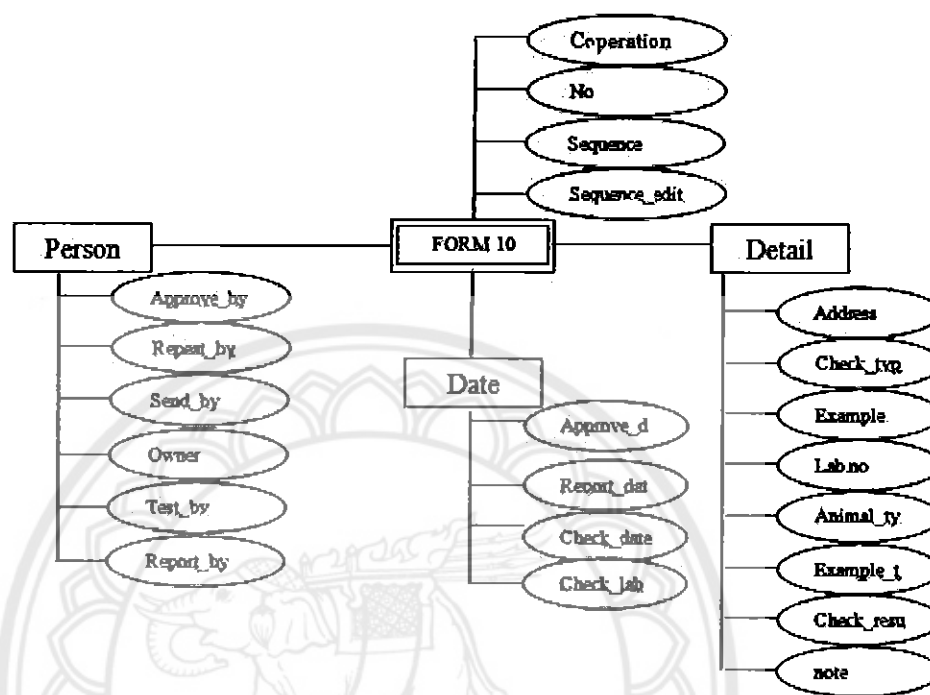 Coperation
No
Sequence
Sequence_edit
Person
FORM 10
Detail
Approve_by
Repeat_by
Send_by
Owner
Test_by
Report_by
Date
Approve_d
Report_dat
Check_date
Check_lab
Address
Check_typ
Example
Lab.no
Animal_ty
Example_t
Check_resu
note